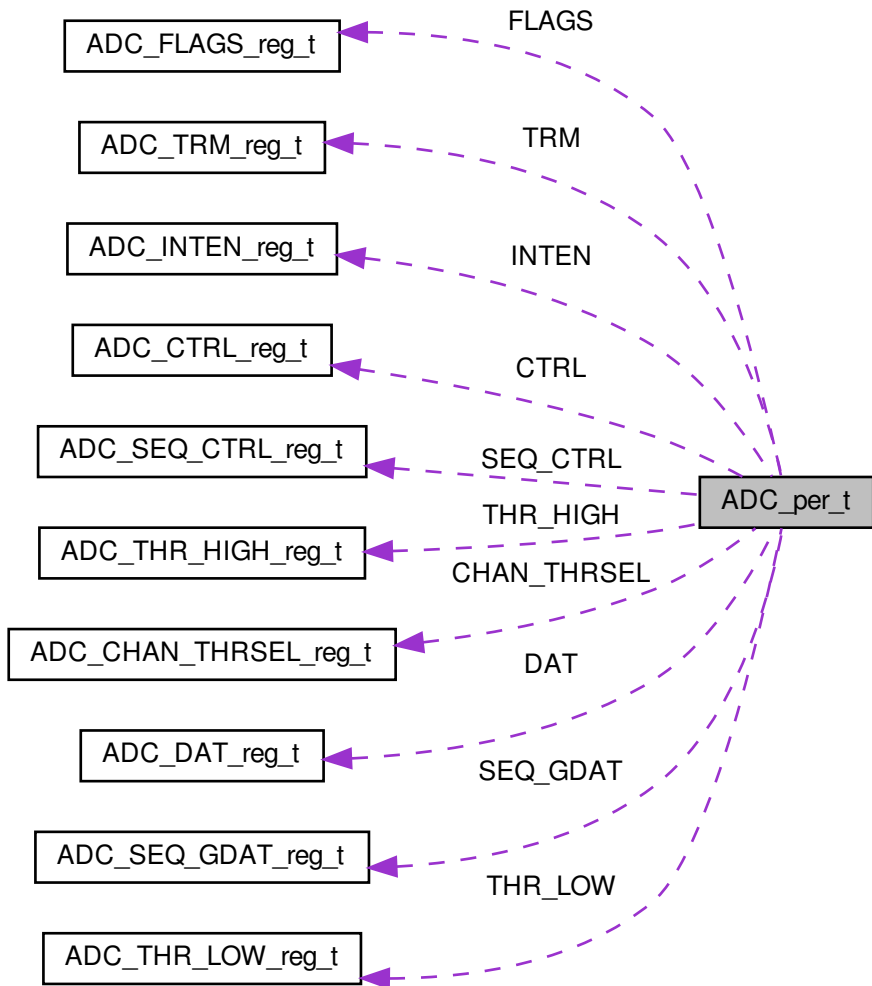 FLAGS
ADC_FLAGS_reg_t
TRM
ADC_TRM_reg_t
INTEN
ADC_INTEN_reg_t
CTRL
ADC_CTRL_reg_t
SEQ_CTRL
ADC_SEQ_CTRL_reg_t
ADC_per_t
THR_HIGH
ADC_THR_HIGH_reg_t
CHAN_THRSEL
ADC_CHAN_THRSEL_reg_t
DAT
ADC_DAT_reg_t
SEQ_GDAT
ADC_SEQ_GDAT_reg_t
THR_LOW
ADC_THR_LOW_reg_t